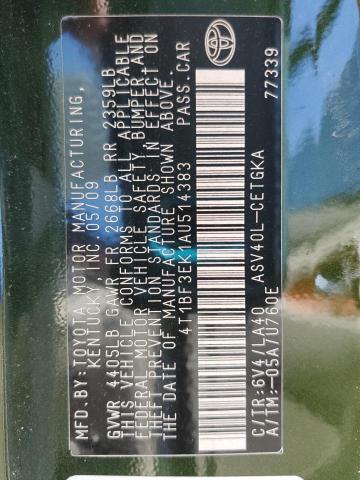 MFD. BY: TOYOTA MOTOR MANUFACTURING,
KENTUCKY, INC. 05/09
GVWR 4405LB GAWR FR 2668LB RR 2359LB
THIS VEHICLE CONFORMS TO ALL APPLICABLE
FEDERAL MOTOR VEHICLE SAFETY, BUMPER AND
THEFT PREVENTION STANDARDS IN EFFECT ON
THE DATE OF MANUFACTURE SHOWN ABOVE.
4T1BF3EK1AU514383 PASS.CAR
C/TR:6V4/LA40 ASV40L-CETGKA
A/TM:-05A/U760E 77339